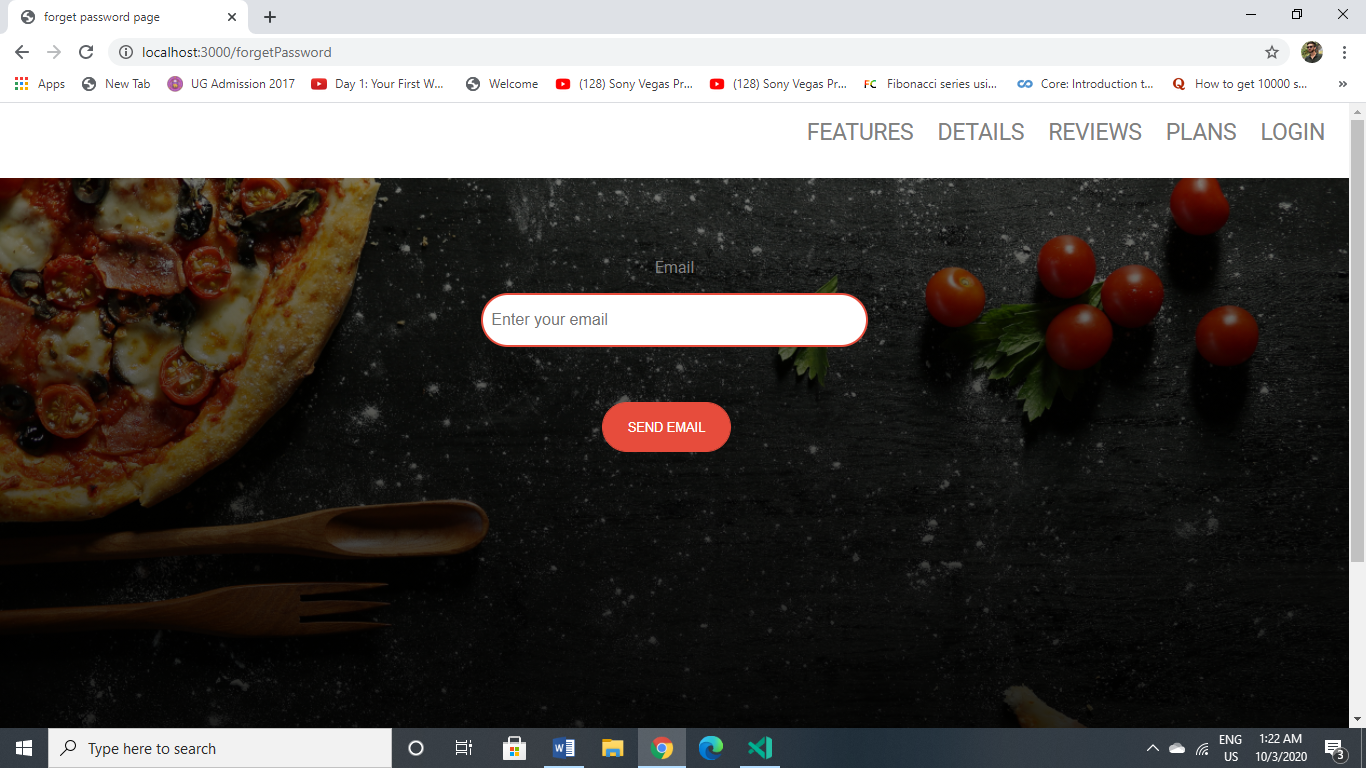 forget password page
localhost:3000/forgetPassword
Apps New Tab UG Admission 2017 Day 1: Your First W... Welcome (128) Sony Vegas Pr... (128) Sony Vegas Pr... FC Fibonacci series usi... Core: Introduction t... Q How to get 10000 s... »
FEATURES DETAILS REVIEWS PLANS LOGIN
Email
Enter your email
SEND EMAIL
Type here to search
ENG
US
1:22 AM
10/3/2020
3